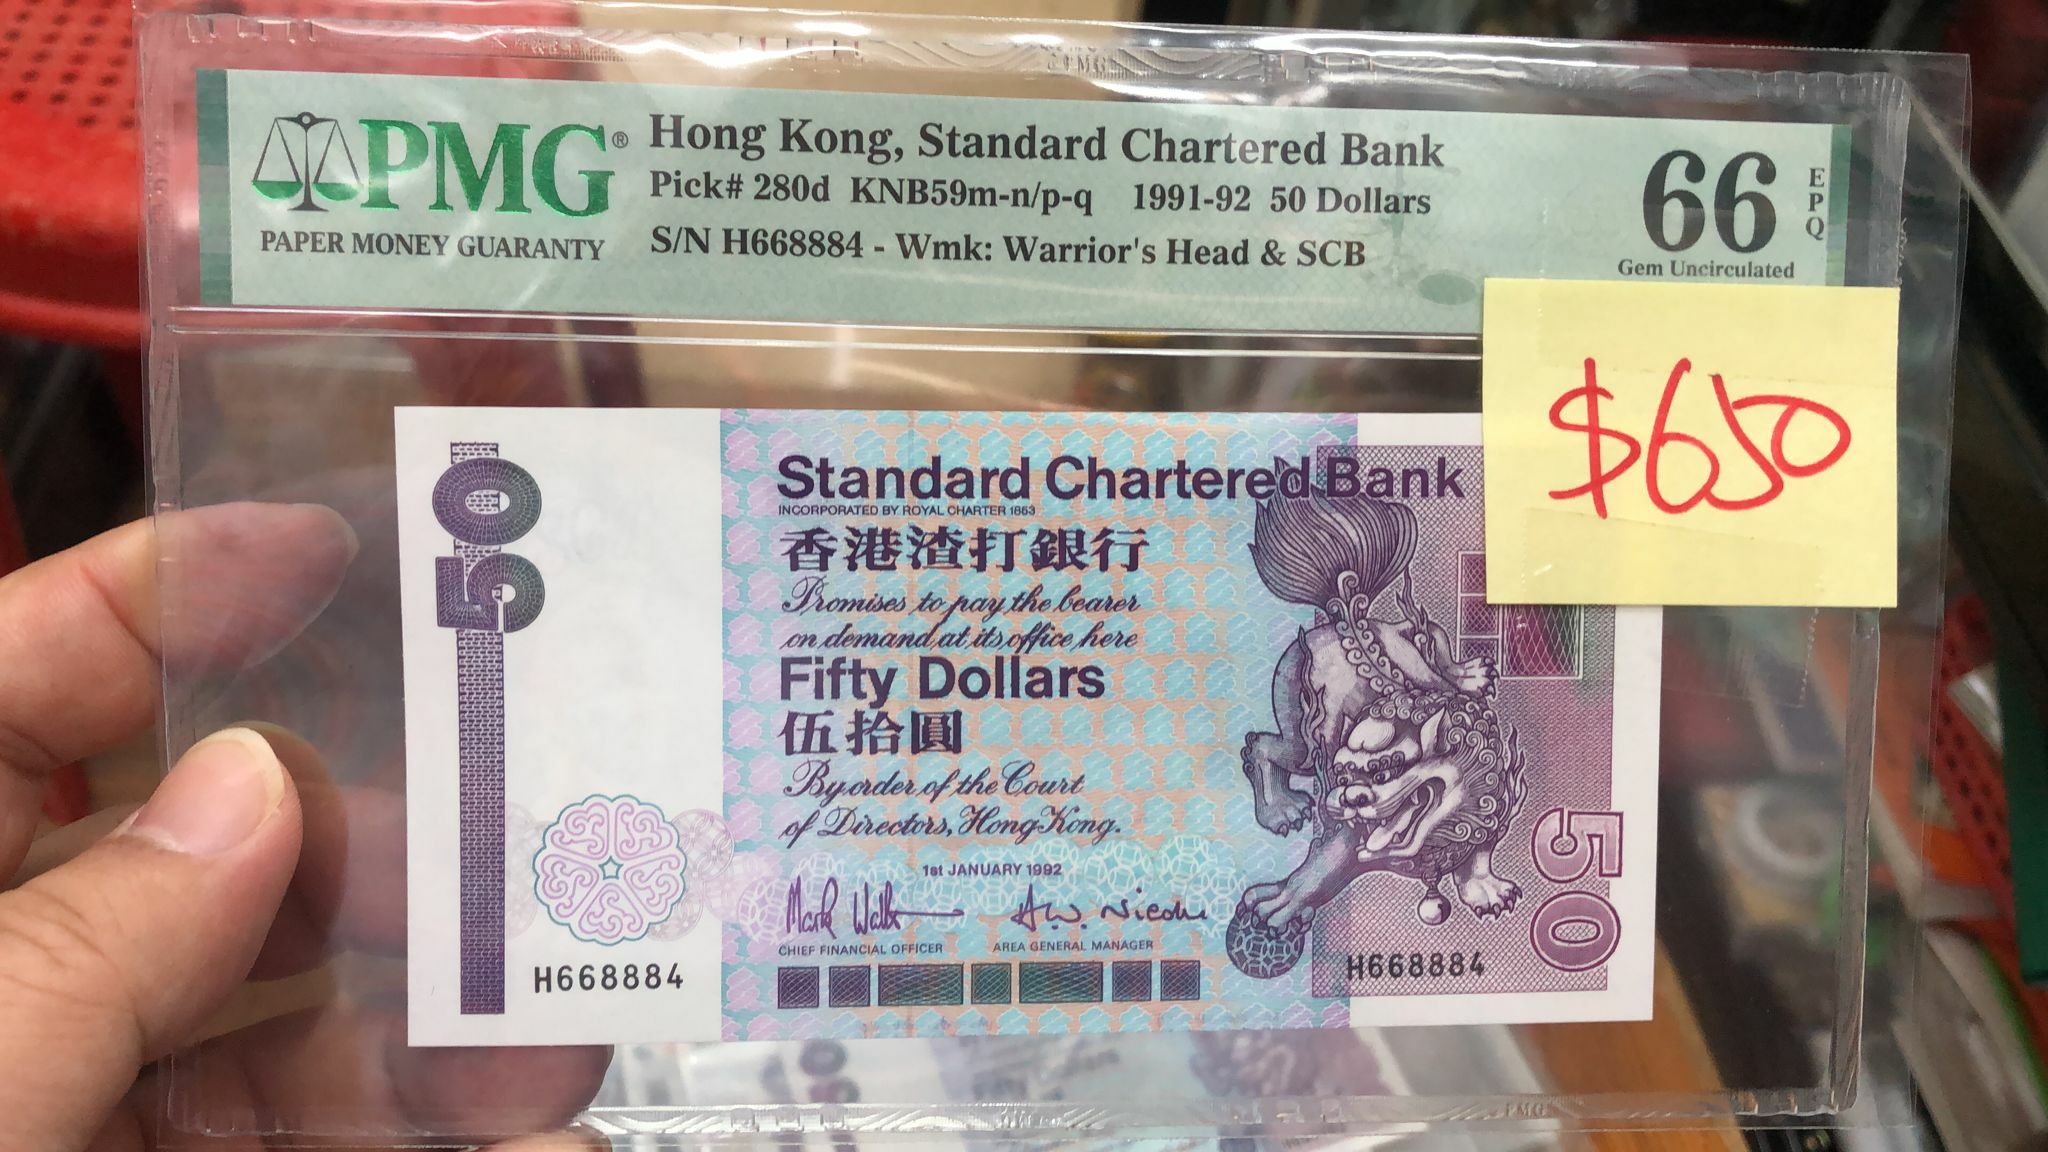 PMG®
PAPER MONEY GUARANTY
Hong Kong, Standard Chartered Bank
Pick# 280d KNB59m-n/p-q 1991-92 50 Dollars
S/N H668884 - Wmk: Warrior's Head & SCB
66
EPQ
Gem Uncirculated
$650
50
Standard Chartered Bank
INCORPORATED BY ROYAL CHARTER 1853
香港渣打銀行
Promises to pay the bearer
on demand at its office here
Fifty Dollars
伍拾圓
By order of the Court
of Directors, Hong Kong.
1st JANUARY 1992
CHIEF FINANCIAL OFFICER AREA GENERAL MANAGER
H668884
H668884
50